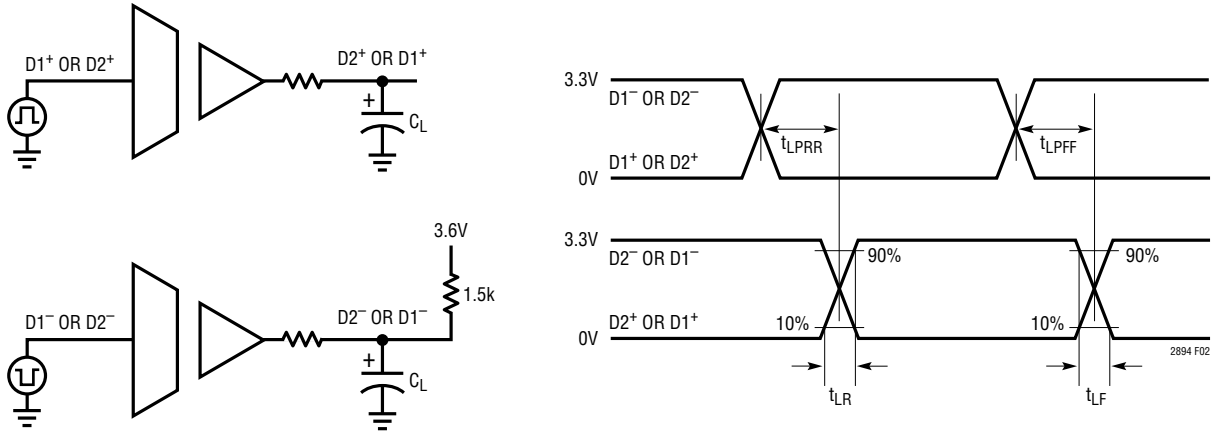 D1⁺ OR D2⁺
D2⁺ OR D1⁺
+
C_L
3.6V
1.5k
D1⁻ OR D2⁻
D2⁻ OR D1⁻
+
C_L
3.3V
D1⁻ OR D2⁻
t_LPRR
t_LPFF
D1⁺ OR D2⁺
0V
3.3V
D2⁻ OR D1⁻
90%
90%
D2⁺ OR D1⁺
10%
10%
0V
2894 F02
t_LR
t_LF